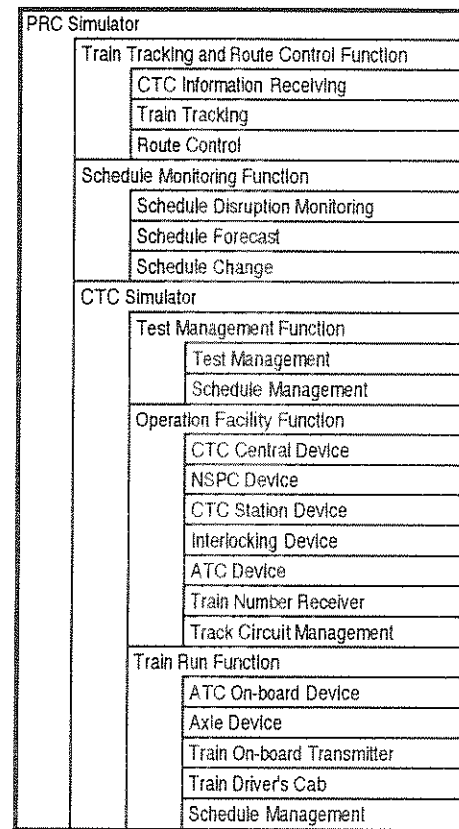 PRC Simulator
Train Tracking and Route Control Function
CTC Information Receiving
Train Tracking
Route Control
Schedule Monitoring Function
Schedule Disruption Monitoring
Schedule Forecast
Schedule Change
CTC Simulator
Test Management Function
Test Management
Schedule Management
Operation Facility Function
CTC Central Device
NSPC Device
CTC Station Device
Interlocking Device
ATC Device
Train Number Receiver
Track Circuit Management
Train Run Function
ATC On-board Device
Axle Device
Train On-board Transmitter
Train Driver's Cab
Schedule Management